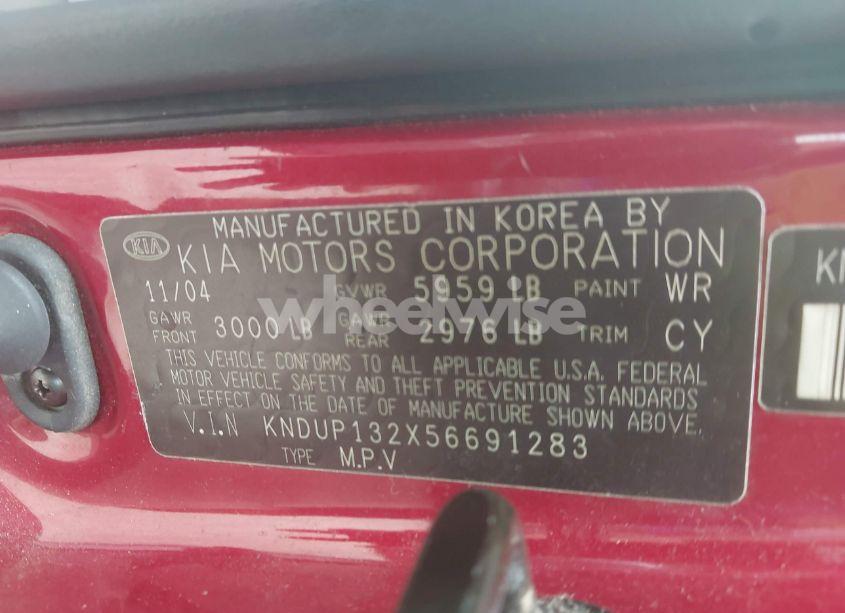 MANUFACTURED IN KOREA BY
KIA KIA MOTORS CORPORATION
11/04 GVWR 5959 LB PAINT WR
GAWR FRONT 3000 LB GAWR REAR 2976 LB TRIM CY
THIS VEHICLE CONFORMS TO ALL APPLICABLE U.S.A. FEDERAL
MOTOR VEHICLE SAFETY AND THEFT PREVENTION STANDARDS
IN EFFECT ON THE DATE OF MANUFACTURE SHOWN ABOVE.
V.I.N KNDUP132X56691283
TYPE M.P.V
wheelwise